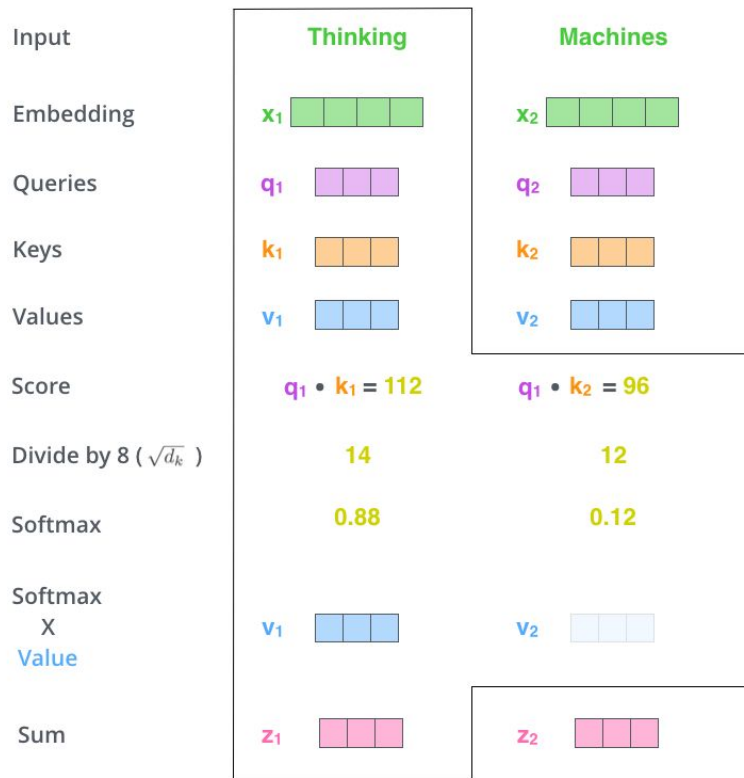 Input Thinking Machines
Embedding x₁ x₂
Queries q₁ q₂
Keys k₁ k₂
Values v₁ v₂
Score q₁ • k₁ = 112 q₁ • k₂ = 96
Divide by 8 ( √dₖ ) 14 12
Softmax 0.88 0.12
Softmax
X
Value v₁ v₂
Sum z₁ z₂